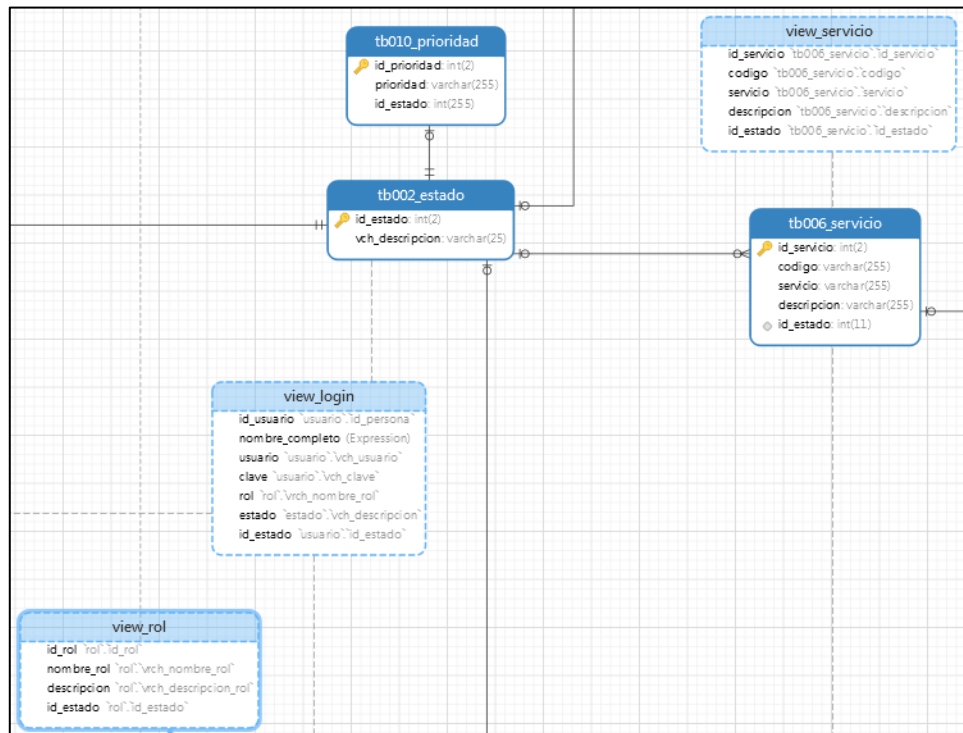 tb010_prioridad
id_prioridad: int(2)
prioridad: varchar(255)
id_estado: int(255)
view_servicio
id_servicio `tb006_servicio`.`id_servicio`
codigo `tb006_servicio`.`codigo`
servicio `tb006_servicio`.`servicio`
descripcion `tb006_servicio`.`descripcion`
id_estado `tb006_servicio`.`id_estado`
tb002_estado
id_estado: int(2)
vch_descripcion: varchar(25)
tb006_servicio
id_servicio: int(2)
codigo: varchar(255)
servicio: varchar(255)
descripcion: varchar(255)
id_estado: int(11)
view_login
id_usuario `usuario`.`id_persona`
nombre_completo (Expression)
usuario `usuario`.`vch_usuario`
clave `usuario`.`vch_clave`
rol `rol`.`vrch_nombre_rol`
estado `estado`.`vch_descripcion`
id_estado `usuario`.`id_estado`
view_rol
id_rol `rol`.`id_rol`
nombre_rol `rol`.`vrch_nombre_rol`
descripcion `rol`.`vrch_descripcion_rol`
id_estado `rol`.`id_estado`